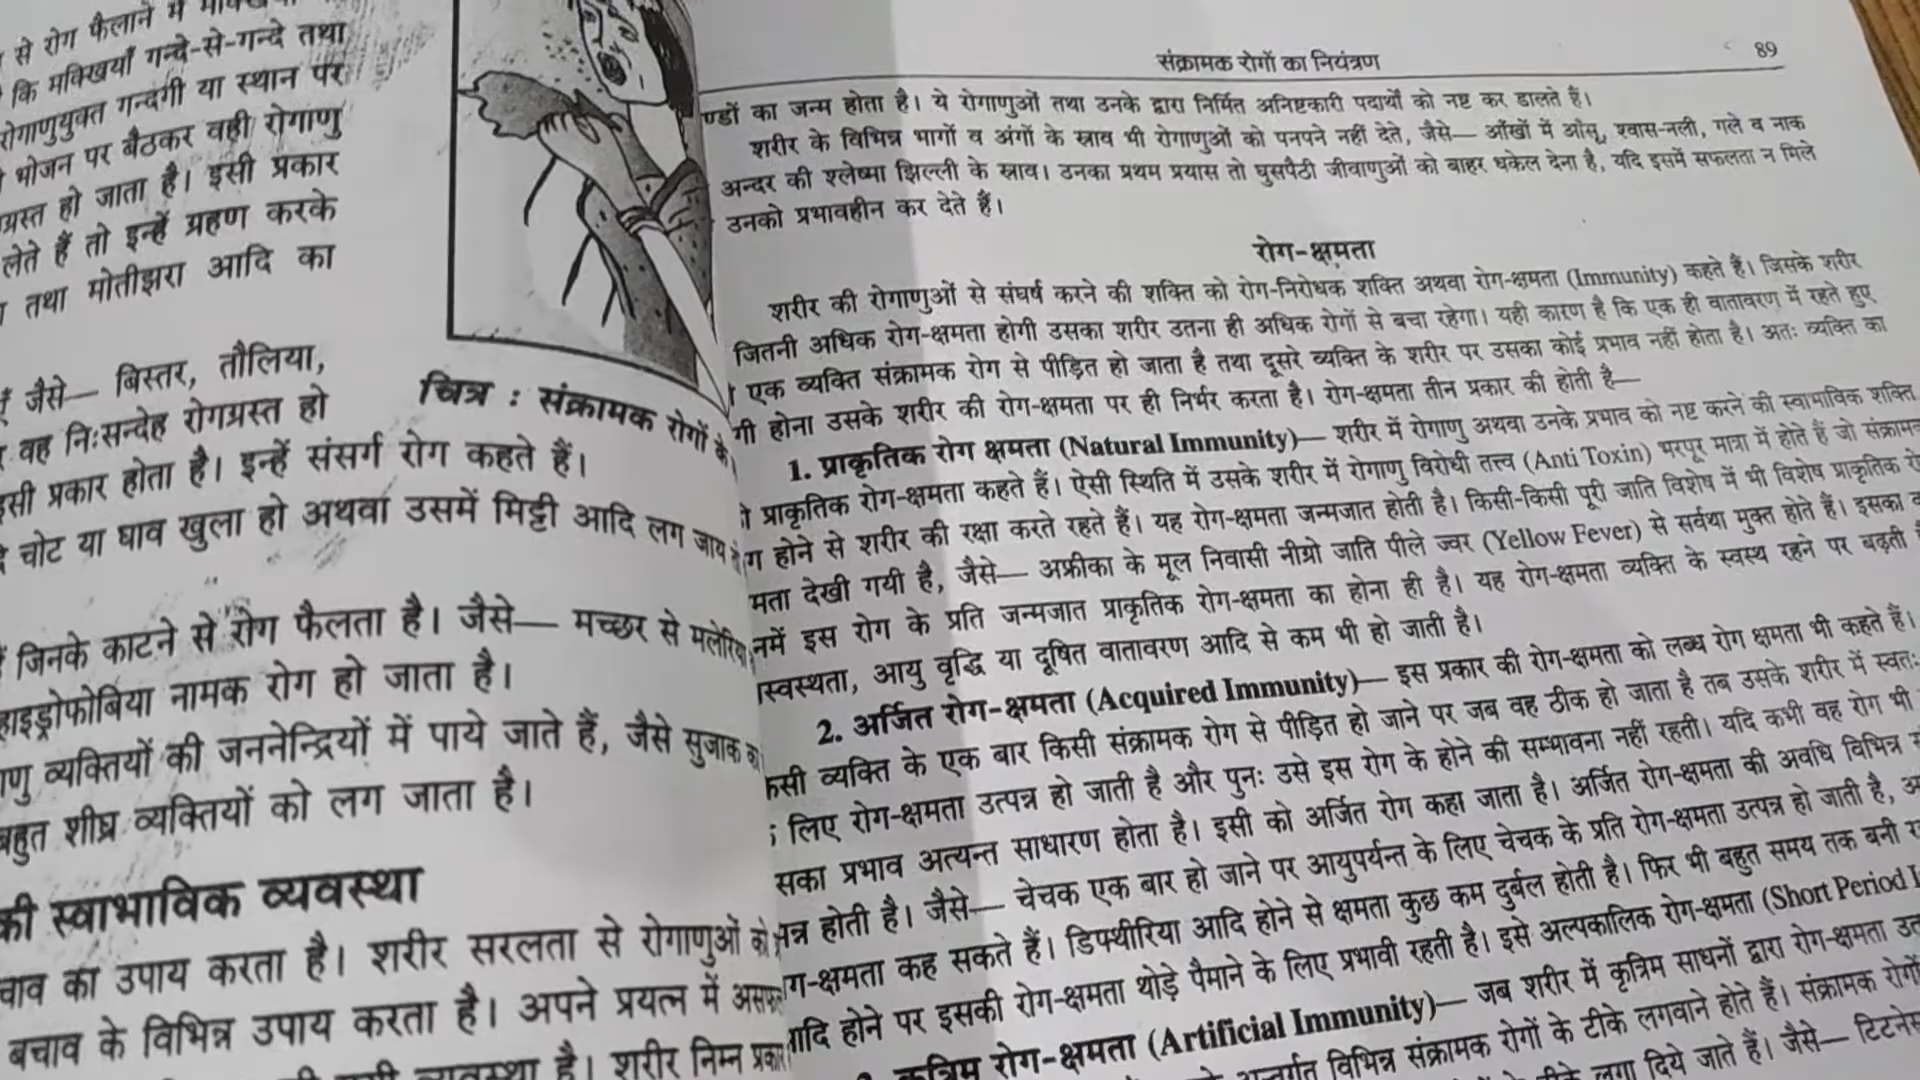 से रोग फैलाने में
कि मक्खियाँ गन्दे-से-गन्दे तथा
रोगाणुयुक्त गन्दगी या स्थान पर
भोजन पर बैठकर वही रोगाणु
ग्रस्त हो जाता है। इसी प्रकार
लेते हैं तो इन्हें ग्रहण करके
तथा मोतीझरा आदि का
जैसे— बिस्तर, तौलिया,
वह निःसन्देह रोगग्रस्त हो
चित्र : संक्रामक रोगों के
इसी प्रकार होता है। इन्हें संसर्ग रोग कहते हैं।
चोट या घाव खुला हो अथवा उसमें मिट्टी आदि लग जाय
जिनके काटने से रोग फैलता है। जैसे— मच्छर से मलेरिया
हाइड्रोफोबिया नामक रोग हो जाता है।
णु व्यक्तियों की जननेन्द्रियों में पाये जाते हैं, जैसे सुजाक का
बहुत शीघ्र व्यक्तियों को लग जाता है।
की स्वाभाविक व्यवस्था
चाव का उपाय करता है। शरीर सरलता से रोगाणुओं को
बचाव के विभिन्न उपाय करता है। अपने प्रयत्न में असफल
व्यवस्था है। शरीर निम्न प्रकार
संक्रामक रोगों का नियंत्रण 89
ण्डों का जन्म होता है। ये रोगाणुओं तथा उनके द्वारा निर्मित अनिष्टकारी पदार्थों को नष्ट कर डालते हैं।
शरीर के विभिन्न भागों व अंगों के स्राव भी रोगाणुओं को पनपने नहीं देते, जैसे— आँखों में आँसू, श्वास-नली, गले व नाक
अन्दर की श्लेष्मा झिल्ली के स्राव। उनका प्रथम प्रयास तो घुसपैठी जीवाणुओं को बाहर धकेल देना है, यदि इसमें सफलता न मिले
उनको प्रभावहीन कर देते हैं।
रोग-क्षमता
शरीर की रोगाणुओं से संघर्ष करने की शक्ति को रोग-निरोधक शक्ति अथवा रोग-क्षमता (Immunity) कहते हैं। जिसके शरीर
जितनी अधिक रोग-क्षमता होगी उसका शरीर उतना ही अधिक रोगों से बचा रहेगा। यही कारण है कि एक ही वातावरण में रहते हुए
एक व्यक्ति संक्रामक रोग से पीड़ित हो जाता है तथा दूसरे व्यक्ति के शरीर पर उसका कोई प्रभाव नहीं होता है। अतः व्यक्ति का
गी होना उसके शरीर की रोग-क्षमता पर ही निर्भर करता है। रोग-क्षमता तीन प्रकार की होती है—
1. प्राकृतिक रोग क्षमता (Natural Immunity)— शरीर में रोगाणु अथवा उनके प्रभाव को नष्ट करने की स्वाभाविक शक्ति
प्राकृतिक रोग-क्षमता कहते हैं। ऐसी स्थिति में उसके शरीर में रोगाणु विरोधी तत्त्व (Anti Toxin) भरपूर मात्रा में होते हैं जो संक्रामक
ग होने से शरीर की रक्षा करते रहते हैं। यह रोग-क्षमता जन्मजात होती है। किसी-किसी पूरी जाति विशेष में भी विशेष प्राकृतिक
मता देखी गयी है, जैसे— अफ्रीका के मूल निवासी नीग्रो जाति पीले ज्वर (Yellow Fever) से सर्वथा मुक्त होते हैं। इसका
नमें इस रोग के प्रति जन्मजात प्राकृतिक रोग-क्षमता का होना ही है। यह रोग-क्षमता व्यक्ति के स्वस्थ रहने पर बढ़ती
स्वस्थता, आयु वृद्धि या दूषित वातावरण आदि से कम भी हो जाती है।
2. अर्जित रोग-क्षमता (Acquired Immunity)— इस प्रकार की रोग-क्षमता को लब्ध रोग क्षमता भी कहते हैं।
कसी व्यक्ति के एक बार किसी संक्रामक रोग से पीड़ित हो जाने पर जब वह ठीक हो जाता है तब उसके शरीर में स्वतः
लिए रोग-क्षमता उत्पन्न हो जाती है और पुनः उसे इस रोग के होने की सम्भावना नहीं रहती। यदि कभी वह रोग भी
सका प्रभाव अत्यन्त साधारण होता है। इसी को अर्जित रोग कहा जाता है। अर्जित रोग-क्षमता की अवधि विभिन्न
न्न होती है। जैसे— चेचक एक बार हो जाने पर आयुपर्यन्त के लिए चेचक के प्रति रोग-क्षमता उत्पन्न हो जाती है,
ग-क्षमता कह सकते हैं। डिफ्थीरिया आदि होने से क्षमता कुछ कम दुर्बल होती है। फिर भी बहुत समय तक बनी
आदि होने पर इसकी रोग-क्षमता थोड़े पैमाने के लिए प्रभावी रहती है। इसे अल्पकालिक रोग-क्षमता (Short Period
कृत्रिम रोग-क्षमता (Artificial Immunity)— जब शरीर में कृत्रिम साधनों द्वारा रोग-क्षमता
अन्तर्गत विभिन्न संक्रामक रोगों के टीके लगवाने होते हैं। संक्रामक रोगों
लगा दिये जाते हैं। जैसे— टिटनेस